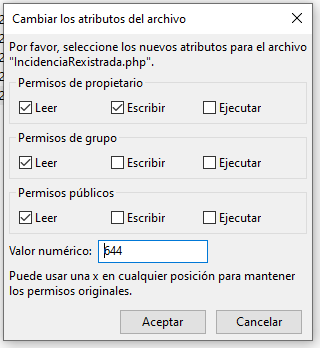 Cambiar los atributos del archivo
Por favor, seleccione los nuevos atributos para el archivo
"IncidenciaRexistrada.php".
Permisos de propietario
Leer Escribir Ejecutar
Permisos de grupo
Leer Escribir Ejecutar
Permisos públicos
Leer Escribir Ejecutar
Valor numérico: 644
Puede usar una x en cualquier posición para mantener
los permisos originales.
Aceptar Cancelar